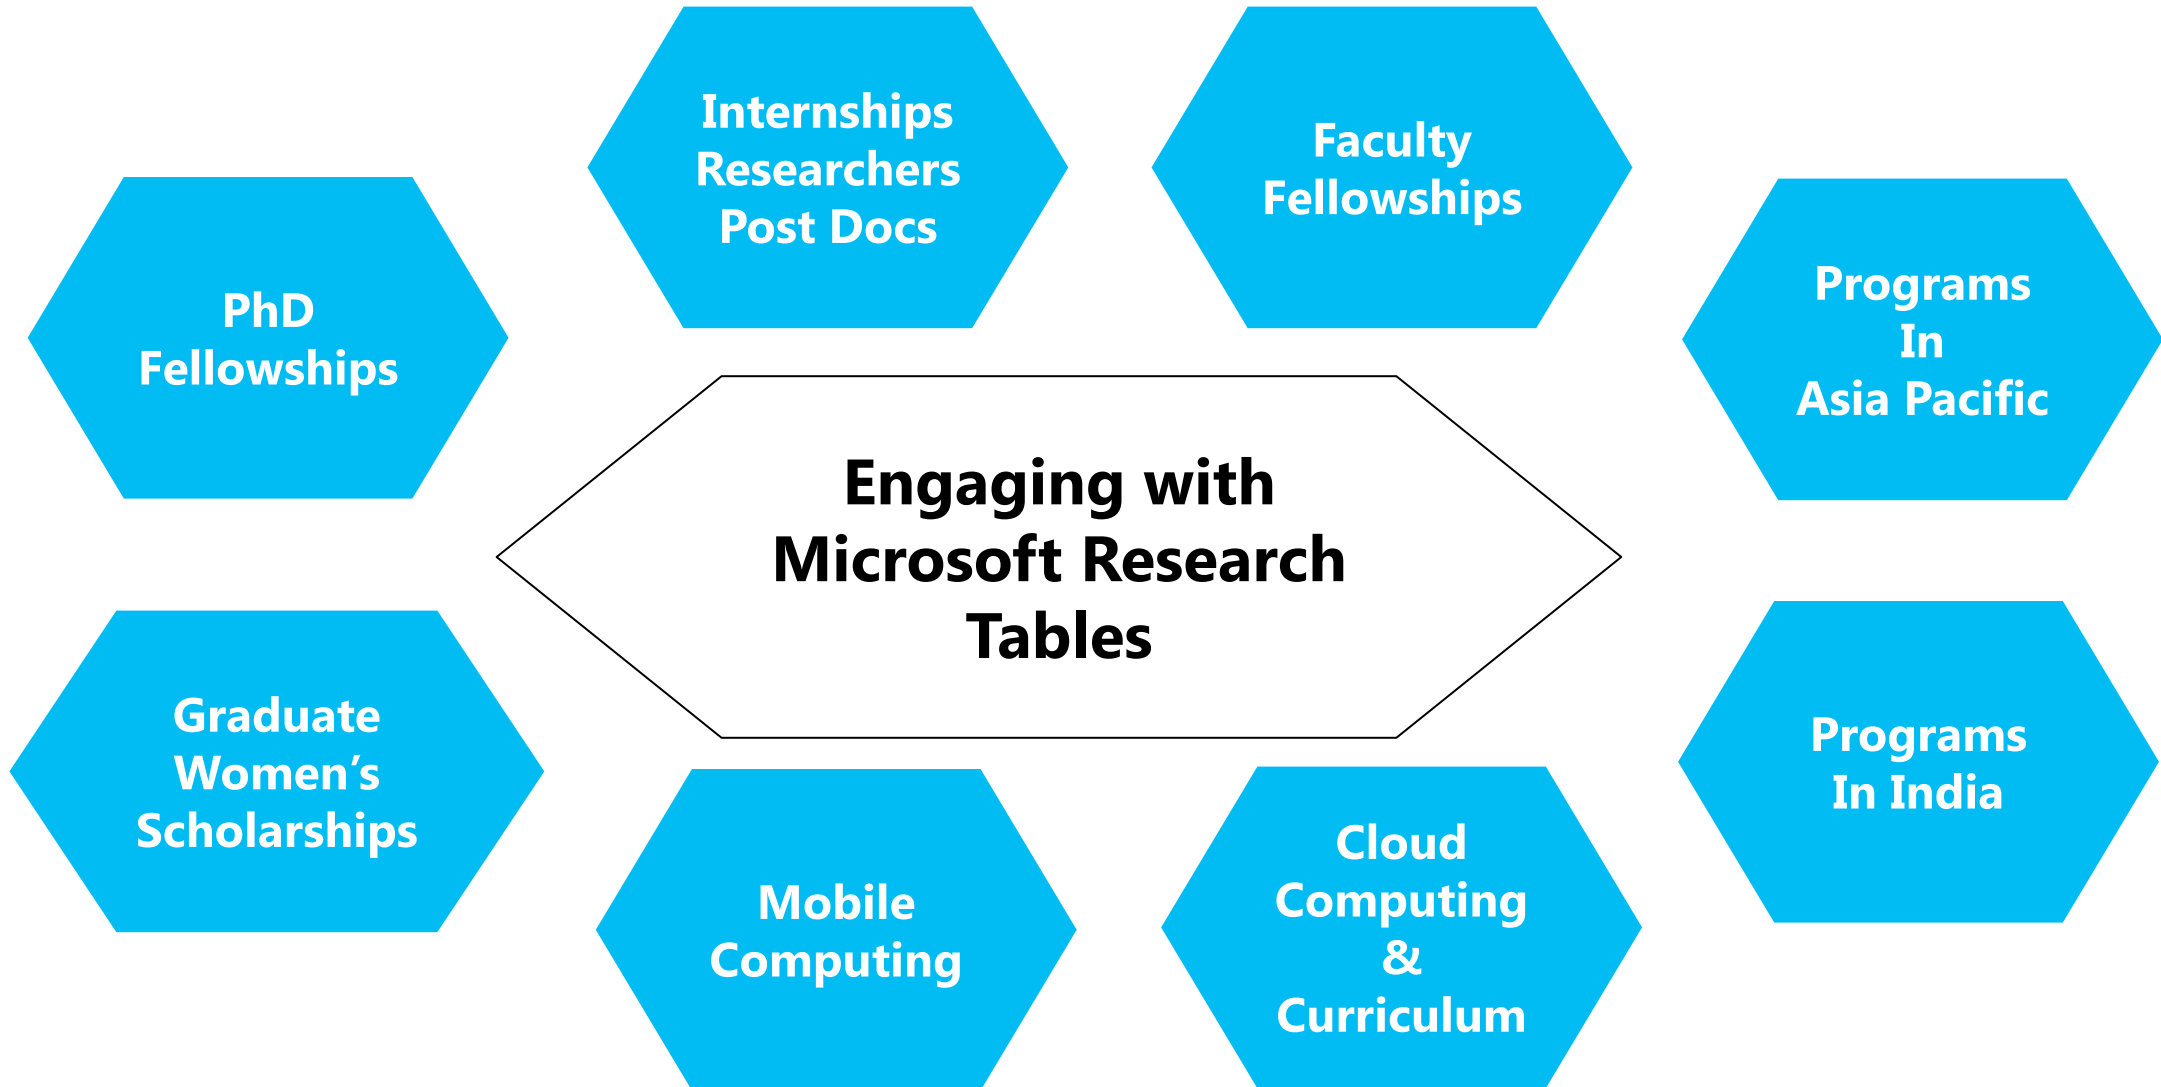 Internships
Researchers
Post Docs
Faculty
Fellowships
PhD
Fellowships
Programs
In
Asia Pacific
Engaging with
Microsoft Research
Tables
Graduate
Women’s
Scholarships
Programs
In India
Mobile
Computing
Cloud
Computing
&
Curriculum